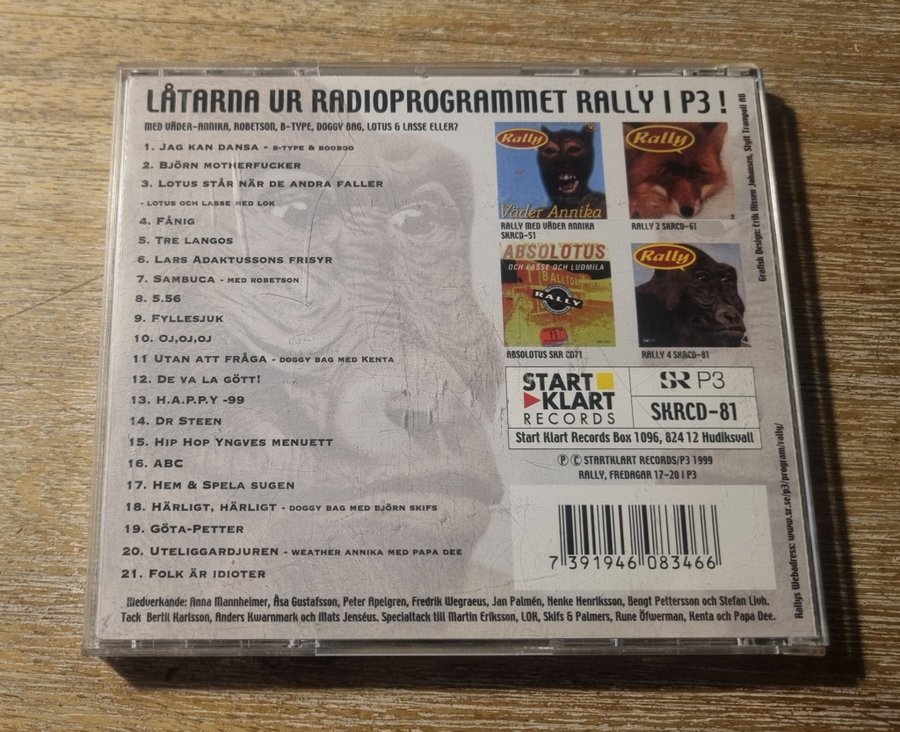 LÅTARNA UR RADIOPROGRAMMET RALLY I P3 !
MED VÄDER-ANNIKA, ROBETSON, B-TYPE, DOGGY BAG, LOTUS & LASSE ELLER?
1. JAG KAN DANSA - B-TYPE & BOOBOO
2. BJÖRN MOTHERFUCKER
3. LOTUS STÅR NÄR DE ANDRA FALLER
- LOTUS OCH LASSE MED LOK
4. FÅNIG
5. TRE LANGOS
6. LARS ADAKTUSSONS FRISYR
7. SAMBUCA - MED ROBETSON
8. 5.56
9. FYLLESJUK
10. OJ,OJ,OJ
11 UTAN ATT FRÅGA - DOGGY BAG MED KENTA
12. DE VA LA GÖTT!
13. H.A.P.P.Y -99
14. DR STEEN
15. HIP HOP YNGVES MENUETT
16. ABC
17. HEM & SPELA SUGEN
18. HÄRLIGT, HÄRLIGT - DOGGY BAG MED BJÖRN SKIFS
19. GÖTA-PETTER
20. UTELIGGARDJUREN - WEATHER ANNIKA MED PAPA DEE
21. FOLK ÄR IDIOTER
Rally
Väder Annika
RALLY MED VÄDER ANNIKA
SKRCD-51
Rally
2
RALLY 2 SKRCD-61
ABSOLOTUS
OCH LASSE OCH LUDMILA
RALLY
ABSOLOTUS SKR CD71
Rally
4
RALLY 4 SKRCD-81
START
KLART
RECORDS
SR P3
SKRCD-81
Start Klart Records Box 1096, 824 12 Hudiksvall
Ⓟ Ⓒ STARTKLART RECORDS/P3 1999
RALLY, FREDAGAR 17-20 I P3
7 391946 083466
Medverkande: Anna Mannheimer, Åsa Gustafsson, Peter Apelgren, Fredrik Wegraeus, Jan Palmén, Henke Henriksson, Bengt Pettersson och Stefan Livh.
Tack Bertil Karlsson, Anders Kwarnmark och Mats Jenséus. Specialtack till Martin Eriksson, LOK, Skifs & Palmers, Rune Öfwerman, Kenta och Papa Dee.
Grafisk Design: Erik Nissen Johansen, Stylt Trampoli AB
Rallys Webadress: www.sr.se/p3/program/rally/